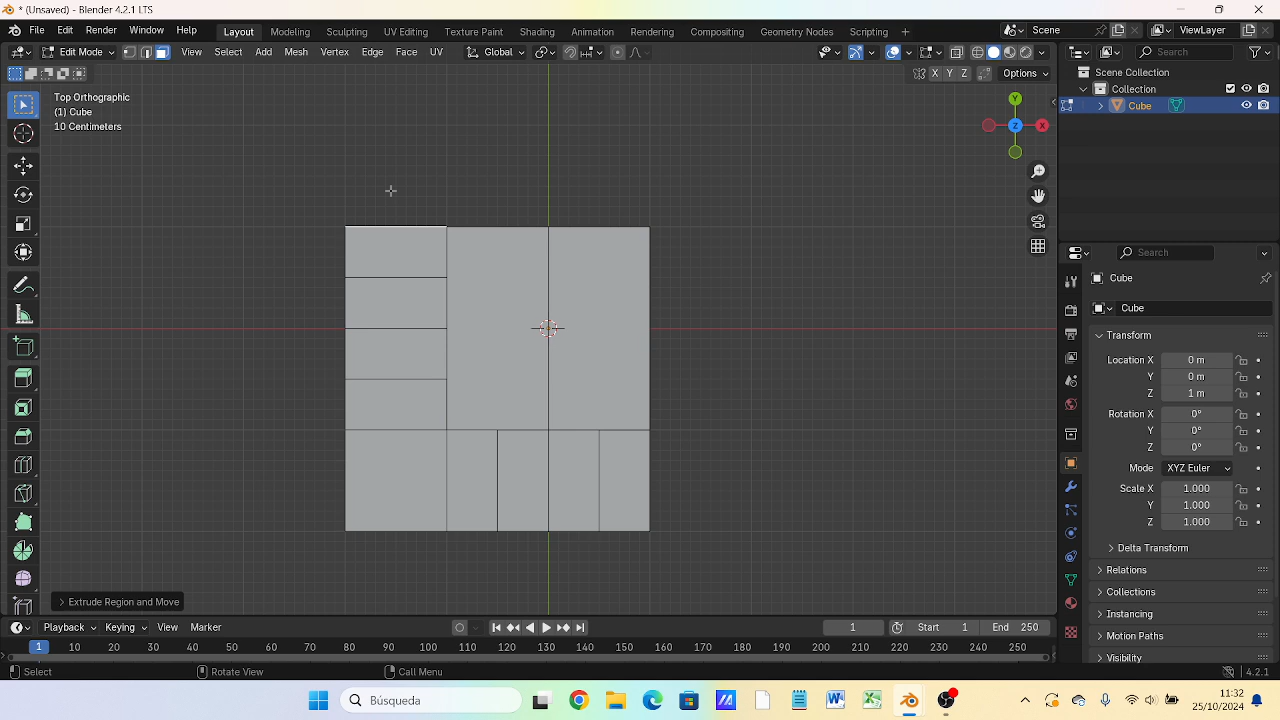 * (Unsaved) - Blender 4.2.1 LTS
File Edit Render Window Help Layout Modeling Sculpting UV Editing Texture Paint Shading Animation Rendering Compositing Geometry Nodes Scripting + Scene ViewLayer
Edit Mode View Select Add Mesh Vertex Edge Face UV Global Search
X Y Z Options
Scene Collection
Collection
Cube
Top Orthographic
(1) Cube
10 Centimeters
Y
Z X
Search
Cube
Cube
Transform
Location X 0 m
Y 0 m
Z 1 m
Rotation X 0°
Y 0°
Z 0°
Mode XYZ Euler
Scale X 1.000
Y 1.000
Z 1.000
Delta Transform
Relations
Collections
Instancing
Motion Paths
Visibility
Extrude Region and Move
Playback Keying View Marker 1 Start 1 End 250
1 10 20 30 40 50 60 70 80 90 100 110 120 130 140 150 160 170 180 190 200 210 220 230 240 250
Select Rotate View Call Menu 4.2.1
Búsqueda
11:32
25/10/2024